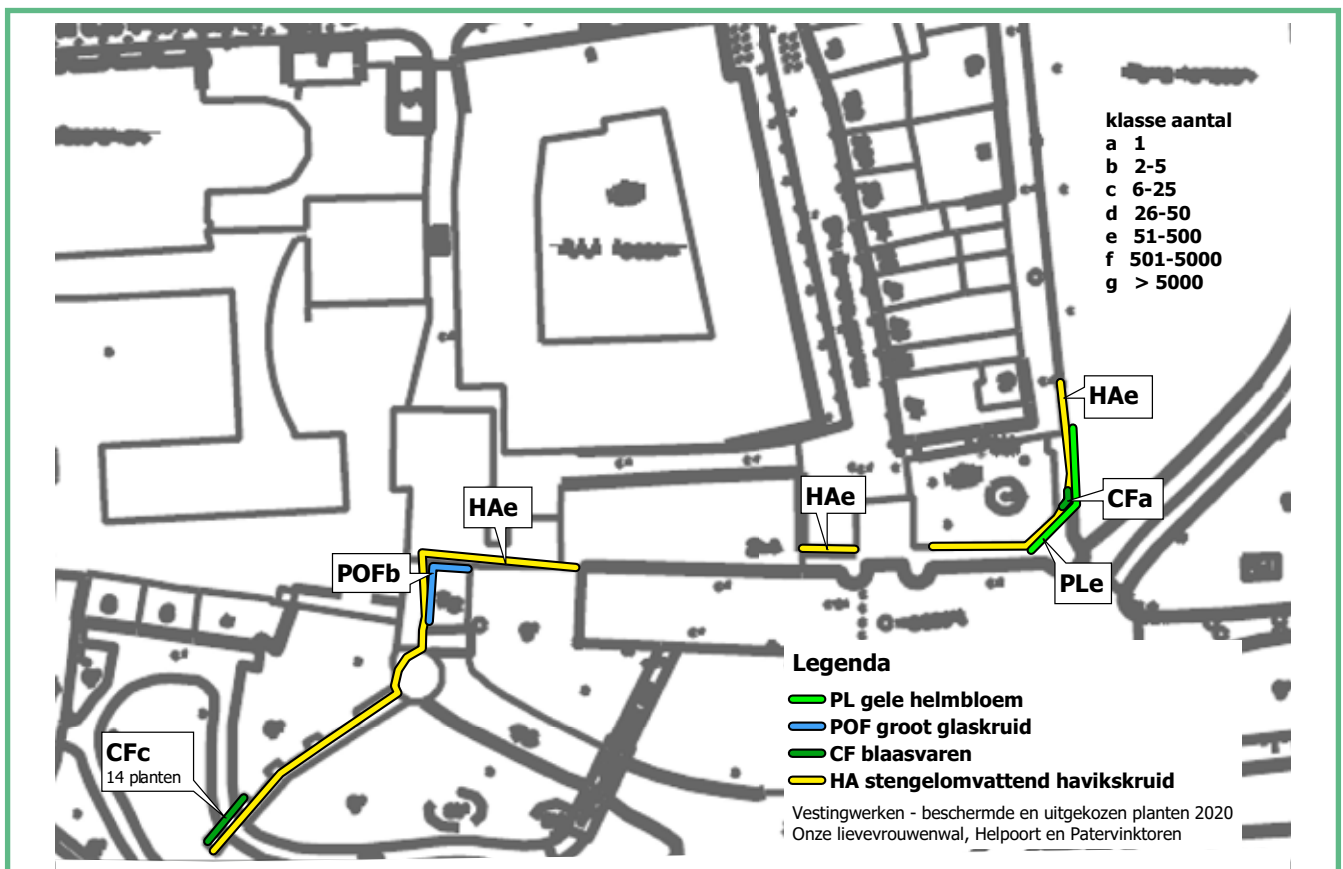 klasse aantal
a 1
b 2-5
c 6-25
d 26-50
e 51-500
f 501-5000
g > 5000
HAe
HAe
HAe
CFa
POFb
PLe
CFc
14 planten
Legenda
PL gele helmbloem
POF groot glaskruid
CF blaasvaren
HA stengelomvattend havikskruid
Vestingwerken - beschermde en uitgekozen planten 2020
Onze lievevrouwenwal, Helpoort en Patervinktoren